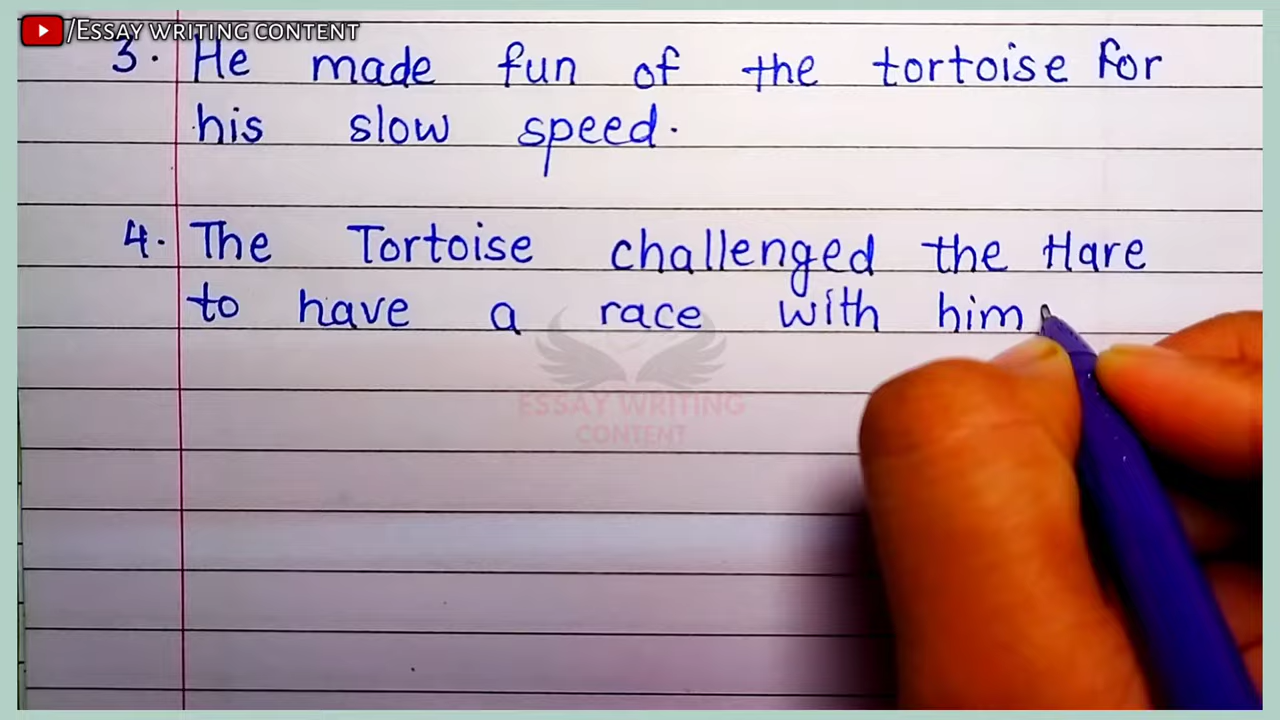 /ESSAY WRITING CONTENT
3. He made fun of the tortoise for
his slow speed.
4. The Tortoise challenged the Hare
to have a race with him
ESSAY WRITING
CONTENT